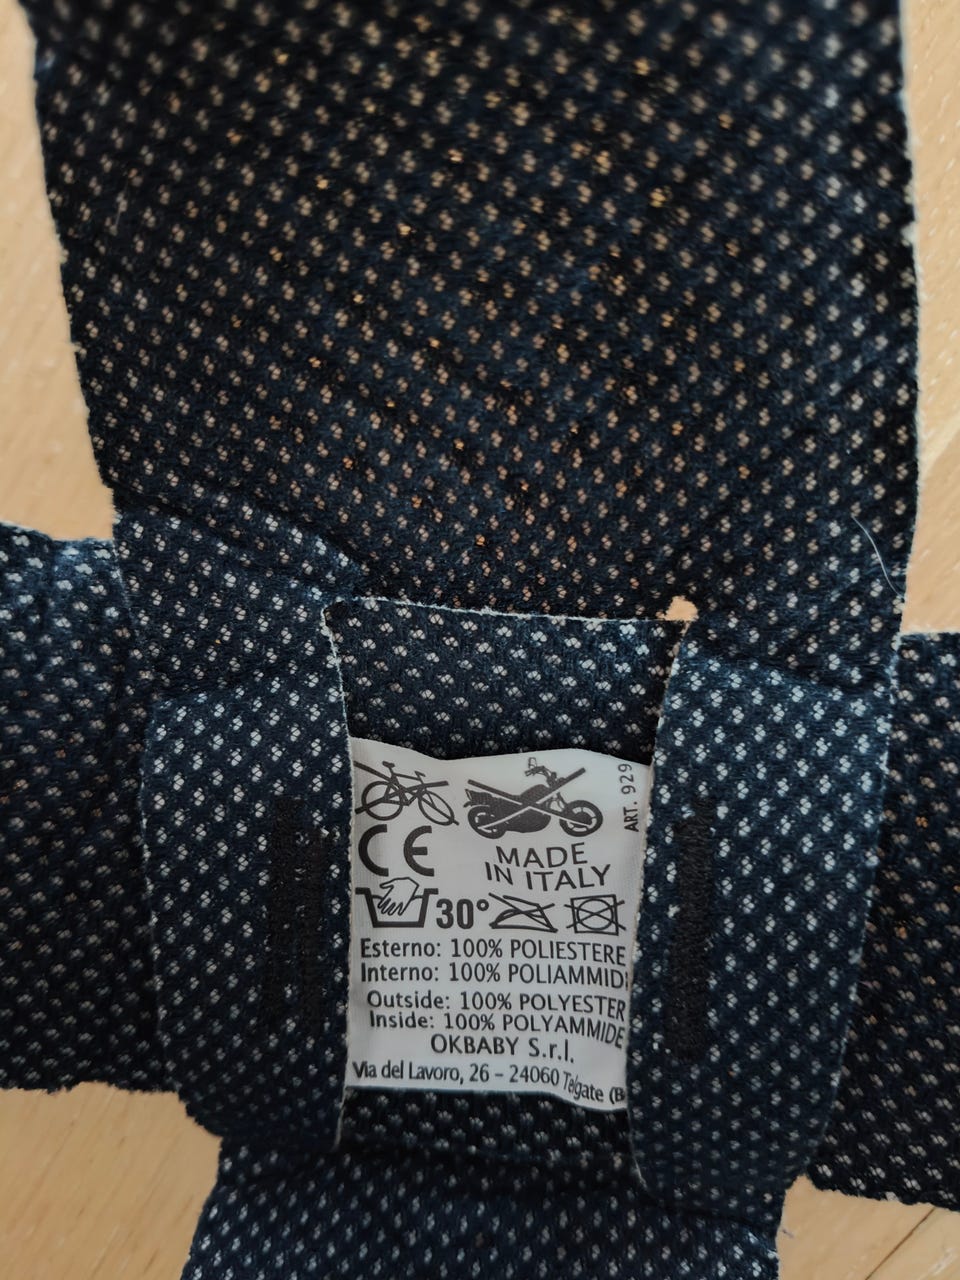 ART. 929
CE
MADE
IN ITALY
30°
Esterno: 100% POLIESTERE
Interno: 100% POLIAMMID
Outside: 100% POLYESTER
Inside: 100% POLYAMMIDE
OKBABY S.r.l.
Via del Lavoro, 26 - 24060 Telgate (B